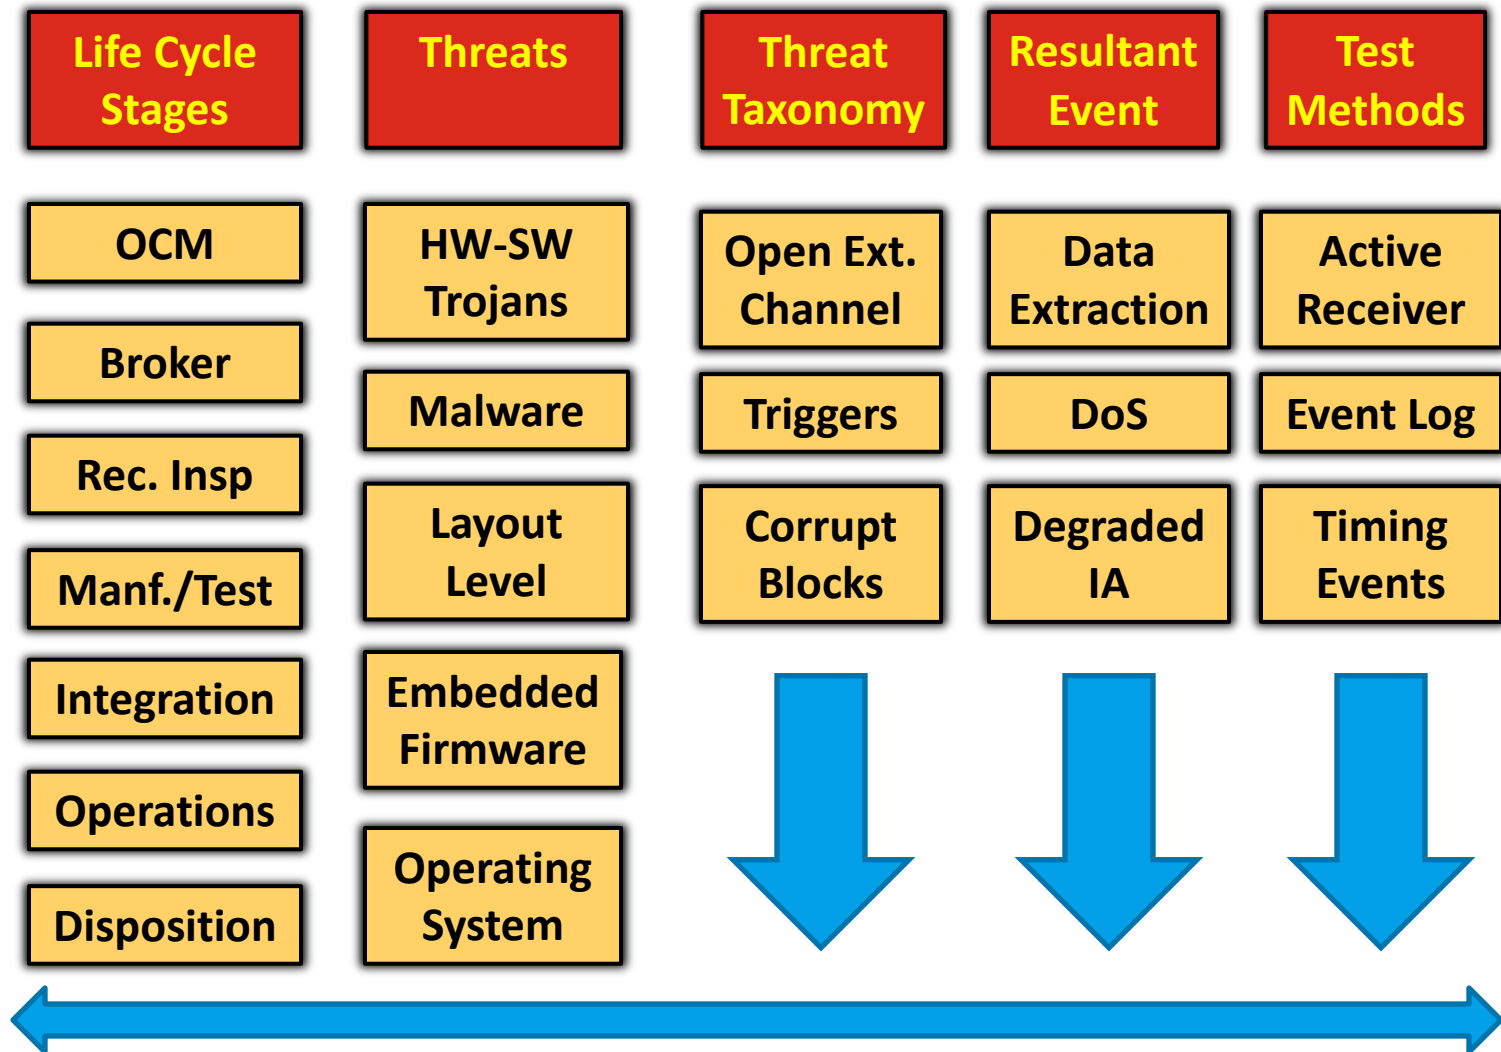 Life Cycle
Stages
Threats
Threat
Taxonomy
Resultant
Event
Test
Methods
OCM
Broker
Rec. Insp
Manf./Test
Integration
Operations
Disposition
HW-SW
Trojans
Malware
Layout
Level
Embedded
Firmware
Operating
System
Open Ext.
Channel
Triggers
Corrupt
Blocks
Data
Extraction
DoS
Degraded
IA
Active
Receiver
Event Log
Timing
Events